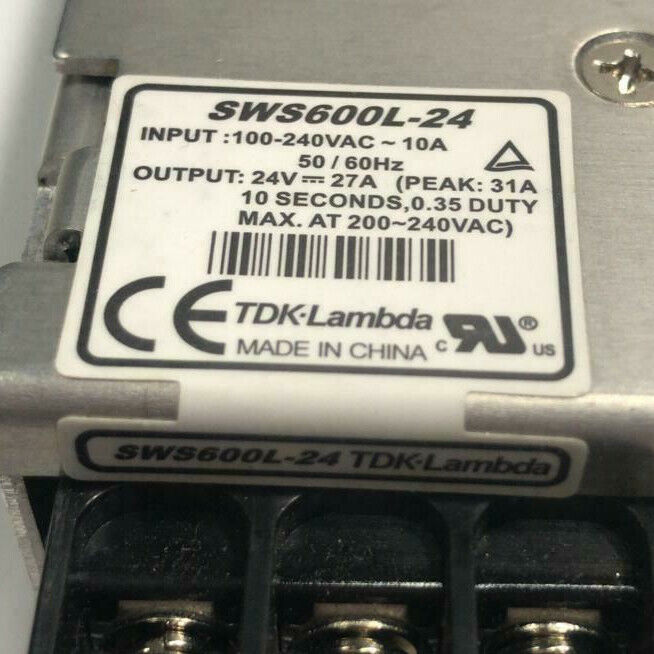 SWS600L-24
INPUT :100-240VAC ~ 10A
50 / 60Hz
OUTPUT: 24V ⎓ 27A (PEAK: 31A
10 SECONDS,0.35 DUTY
MAX. AT 200~240VAC)
CE TDK·Lambda
MADE IN CHINA c RU ® US
SWS600L-24 TDK·Lambda